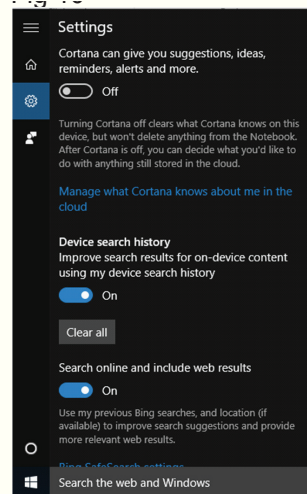 Settings
Cortana can give you suggestions, ideas,
reminders, alerts and more.
Off
Turning Cortana off clears what Cortana knows on this
device, but won't delete anything from the Notebook.
After Cortana is off, you can decide what you'd like to
do with anything still stored in the cloud.
Manage what Cortana knows about me in the
cloud
Device search history
Improve search results for on-device content
using my device search history
On
Clear all
Search online and include web results
On
Use my previous Bing searches, and location (if
available) to improve search suggestions and provide
more relevant web results.
Bing SafeSearch settings
Search the web and Windows